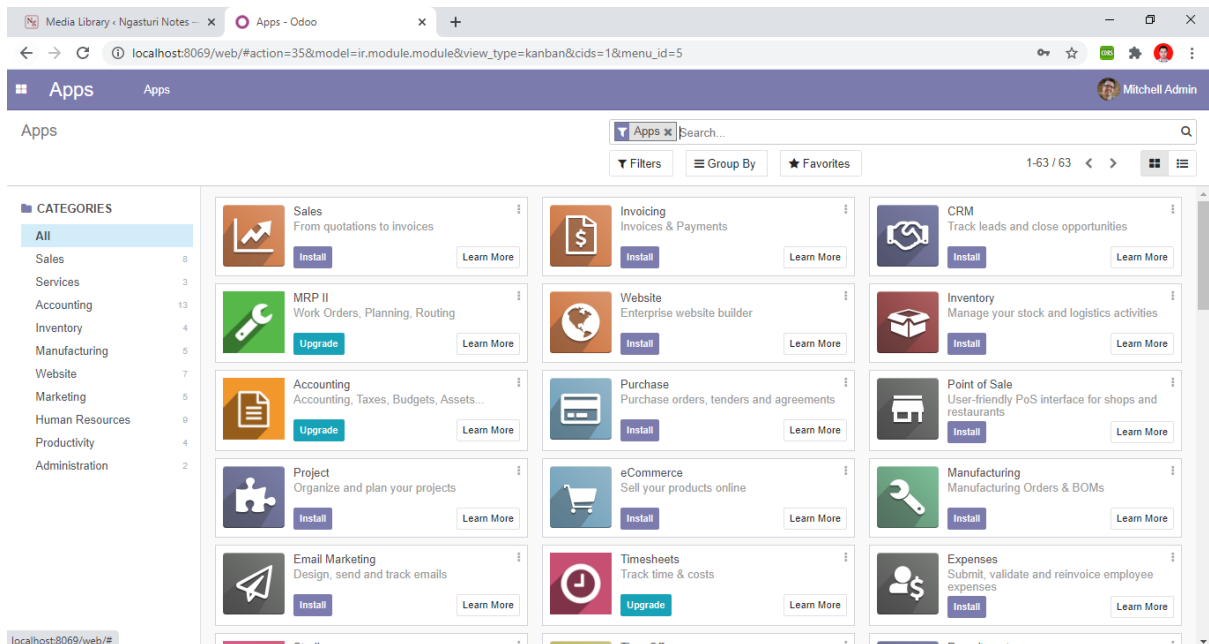 Media Library ‹ Ngasturi Notes —
Apps - Odoo
localhost:8069/web/#action=35&model=ir.module.module&view_type=kanban&cids=1&menu_id=5
CORS
Apps
Apps
Mitchell Admin
Apps
Apps
Search...
Filters
Group By
Favorites
1-63 / 63
CATEGORIES
All
Sales 8
Services 3
Accounting 13
Inventory 4
Manufacturing 5
Website 7
Marketing 5
Human Resources 9
Productivity 4
Administration 2
Sales
From quotations to invoices
Install Learn More
Invoicing
Invoices & Payments
Install Learn More
CRM
Track leads and close opportunities
Install Learn More
MRP II
Work Orders, Planning, Routing
Upgrade Learn More
Website
Enterprise website builder
Install Learn More
Inventory
Manage your stock and logistics activities
Install Learn More
Accounting
Accounting, Taxes, Budgets, Assets...
Upgrade Learn More
Purchase
Purchase orders, tenders and agreements
Install Learn More
Point of Sale
User-friendly PoS interface for shops and
restaurants
Install Learn More
Project
Organize and plan your projects
Install Learn More
eCommerce
Sell your products online
Install Learn More
Manufacturing
Manufacturing Orders & BOMs
Install Learn More
Email Marketing
Design, send and track emails
Install Learn More
Timesheets
Track time & costs
Upgrade Learn More
Expenses
Submit, validate and reinvoice employee
expenses
Install Learn More
localhost:8069/web/#